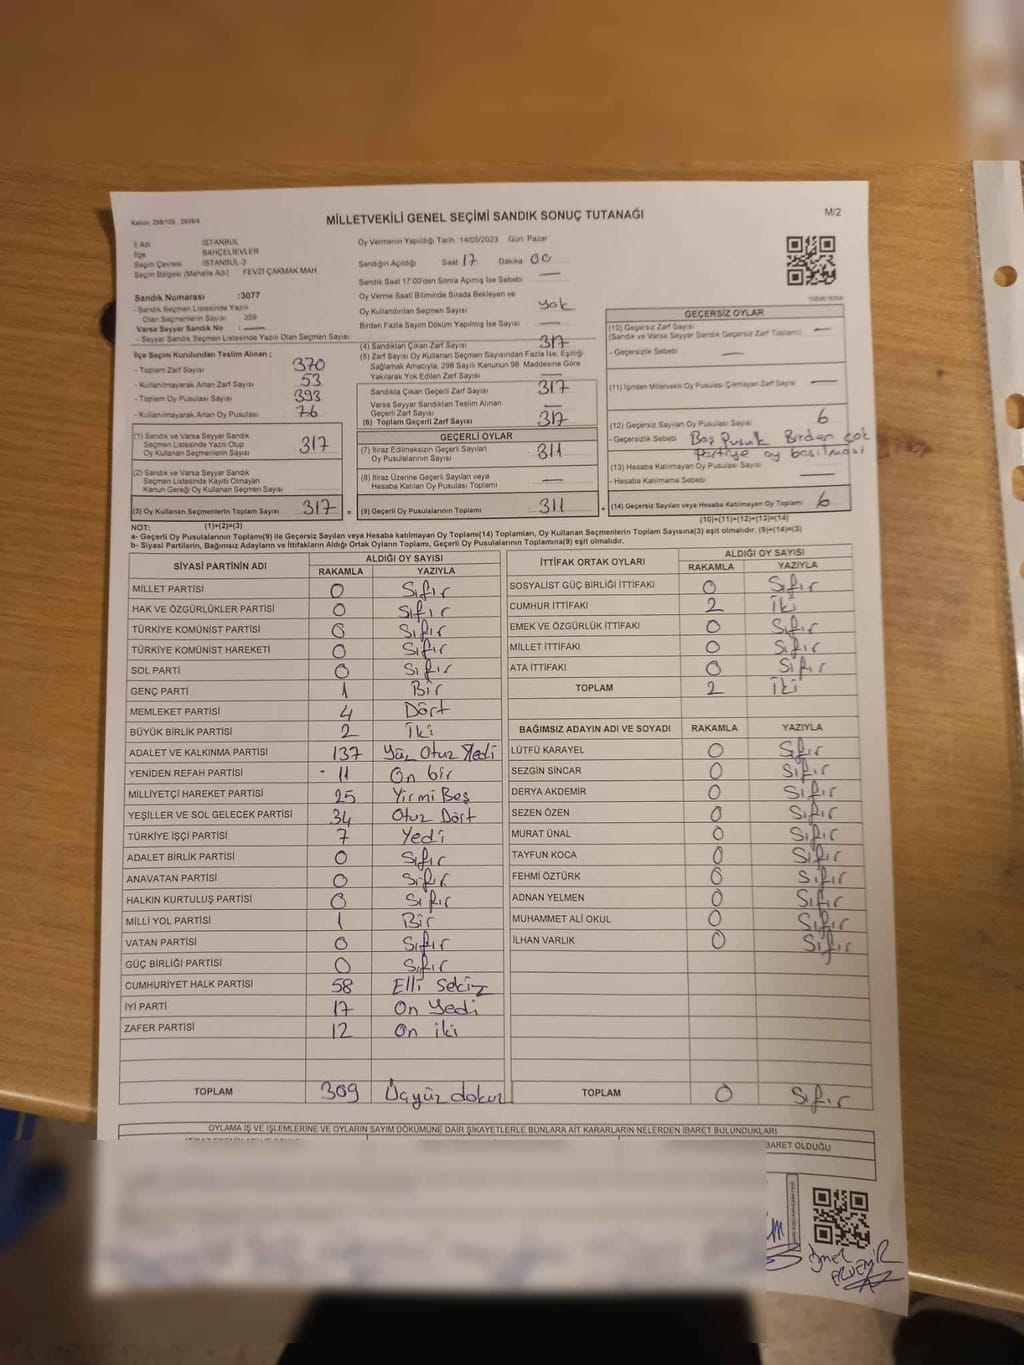 Kanun: 298/105 , 2839/4
MİLLETVEKİLİ GENEL SEÇİMİ SANDIK SONUÇ TUTANAĞI
M/2
İl Adı İSTANBUL
İlçe BAHÇELİEVLER
Seçim Çevresi İSTANBUL-3
Seçim Bölgesi (Mahalle Adı) FEVZİ ÇAKMAK MAH.
Sandık Numarası :3077
- Sandık Seçmen Listesinde Yazılı
Olan Seçmenlerin Sayısı 359
Varsa Seyyar Sandık No : —
- Seyyar Sandık Seçmen Listesinde Yazılı Olan Seçmen Sayısı
Oy Vermenin Yapıldığı Tarih 14/05/2023 Gün: Pazar
Sandığın Açıldığı Saat 17 Dakika 00
Sandık Saat 17.00'den Sonra Açılmış İse Sebebi —
Oy Verme Saati Bitiminde Sırada Bekleyen ve
Oy Kullandırılan Seçmen Sayısı yok
Birden Fazla Sayım Döküm Yapılmış İse Sayısı —
İlçe Seçim Kurulundan Teslim Alınan ;
- Toplam Zarf Sayısı 370
- Kullanılmayarak Artan Zarf Sayısı 53
- Toplam Oy Pusulası Sayısı 393
- Kullanılmayarak Artan Oy Pusulası 76
(1) Sandık ve Varsa Seyyar Sandık
Seçmen Listesinde Yazılı Olup
Oy Kullanan Seçmenlerin Sayısı 317
(2) Sandık ve Varsa Seyyar Sandık
Seçmen Listesinde Kaydı Olmayan
Kanun Gereği Oy Kullanan Seçmen Sayısı
(3) Oy Kullanan Seçmenlerin Toplam Sayısı 317 =
(4) Sandıktan Çıkan Zarf Sayısı 317
(5) Zarf Sayısı Oy Kullanan Seçmen Sayısından Fazla İse, Eşitliği
Sağlamak Amacıyla, 298 Sayılı Kanunun 98. Maddesine Göre
Yakılarak Yok Edilen Zarf Sayısı —
Sandıkta Çıkan Geçerli Zarf Sayısı 317
Varsa Seyyar Sandıktan Teslim Alınan
Geçerli Zarf Sayısı —
(6) Toplam Geçerli Zarf Sayısı 317
GEÇERLİ OYLAR
(7) İtiraz Edilmeksizin Geçerli Sayılan
Oy Pusulalarının Sayısı 311
(8) İtiraz Üzerine Geçerli Sayılan veya
Hesaba Katılan Oy Pusulası Toplamı —
(9) Geçerli Oy Pusulalarının Toplamı 311 +
GEÇERSİZ OYLAR
(10) Geçersiz Zarf Sayısı
(Sandık ve Varsa Seyyar Sandık Geçersiz Zarf Toplamı) —
- Geçersizlik Sebebi —
(11) İçinden Milletvekili Oy Pusulası Çıkmayan Zarf Sayısı —
(12) Geçersiz Sayılan Oy Pusulası Sayısı 6
- Geçersizlik Sebebi Boş Pusula Birden çok
Partiye oy basılması
(13) Hesaba Katılmayan Oy Pusulası Sayısı —
- Hesaba Katılmama Sebebi
(14) Geçersiz Sayılan veya Hesaba Katılmayan Oy Toplamı 6
NOT: (1)+(2)=(3) (10)+(11)+(12)+(13)=(14)
a- Geçerli Oy Pusulalarının Toplamı(9) ile Geçersiz Sayılan veya Hesaba katılmayan Oy Toplamı(14) Toplamları, Oy Kullanan Seçmenlerin Toplam Sayısına(3) eşit olmalıdır. (9)+(14)=(3)
b- Siyasi Partilerin, Bağımsız Adayların ve İttifakların Aldığı Ortak Oyların Toplamı, Geçerli Oy Pusulalarının Toplamına(9) eşit olmalıdır.
SİYASİ PARTİNİN ADI ALDIĞI OY SAYISI
RAKAMLA YAZIYLA
MİLLET PARTİSİ 0 Sıfır
HAK VE ÖZGÜRLÜKLER PARTİSİ 0 Sıfır
TÜRKİYE KOMÜNİST PARTİSİ 0 Sıfır
TÜRKİYE KOMÜNİST HAREKETİ 0 Sıfır
SOL PARTİ 0 Sıfır
GENÇ PARTİ 1 Bir
MEMLEKET PARTİSİ 4 Dört
BÜYÜK BİRLİK PARTİSİ 2 İki
ADALET VE KALKINMA PARTİSİ 137 Yüz Otuz Yedi
YENİDEN REFAH PARTİSİ 11 On bir
MİLLİYETÇİ HAREKET PARTİSİ 25 Yirmi Beş
YEŞİLLER VE SOL GELECEK PARTİSİ 34 Otuz Dört
TÜRKİYE İŞÇİ PARTİSİ 7 Yedi
ADALET BİRLİK PARTİSİ 0 Sıfır
ANAVATAN PARTİSİ 0 Sıfır
HALKIN KURTULUŞ PARTİSİ 0 Sıfır
MİLLİ YOL PARTİSİ 1 Bir
VATAN PARTİSİ 0 Sıfır
GÜÇ BİRLİĞİ PARTİSİ 0 Sıfır
CUMHURİYET HALK PARTİSİ 58 Elli Sekiz
İYİ PARTİ 17 On Yedi
ZAFER PARTİSİ 12 On iki
TOPLAM 309 Üçyüz dokuz
İTTİFAK ORTAK OYLARI ALDIĞI OY SAYISI
RAKAMLA YAZIYLA
SOSYALİST GÜÇ BİRLİĞİ İTTİFAKI 0 Sıfır
CUMHUR İTTİFAKI 2 İki
EMEK VE ÖZGÜRLÜK İTTİFAKI 0 Sıfır
MİLLET İTTİFAKI 0 Sıfır
ATA İTTİFAKI 0 Sıfır
TOPLAM 2 İki
BAĞIMSIZ ADAYIN ADI VE SOYADI RAKAMLA YAZIYLA
LÜTFÜ KARAYEL 0 Sıfır
SEZGİN SİNCAR 0 Sıfır
DERYA AKDEMİR 0 Sıfır
SEZEN ÖZEN 0 Sıfır
MURAT ÜNAL 0 Sıfır
TAYFUN KOCA 0 Sıfır
FEHMİ ÖZTÜRK 0 Sıfır
ADNAN YELMEN 0 Sıfır
MUHAMMET ALİ OKUL 0 Sıfır
İLHAN VARLIK 0 Sıfır
TOPLAM 0 Sıfır
OYLAMA İŞ VE İŞLEMLERİNE VE OYLARIN SAYIM DÖKÜMÜNE DAİR ŞİKAYETLERLE BUNLARA AİT KARARLARIN NELERDEN İBARET BULUNDUKLARI
BARET OLDUĞU